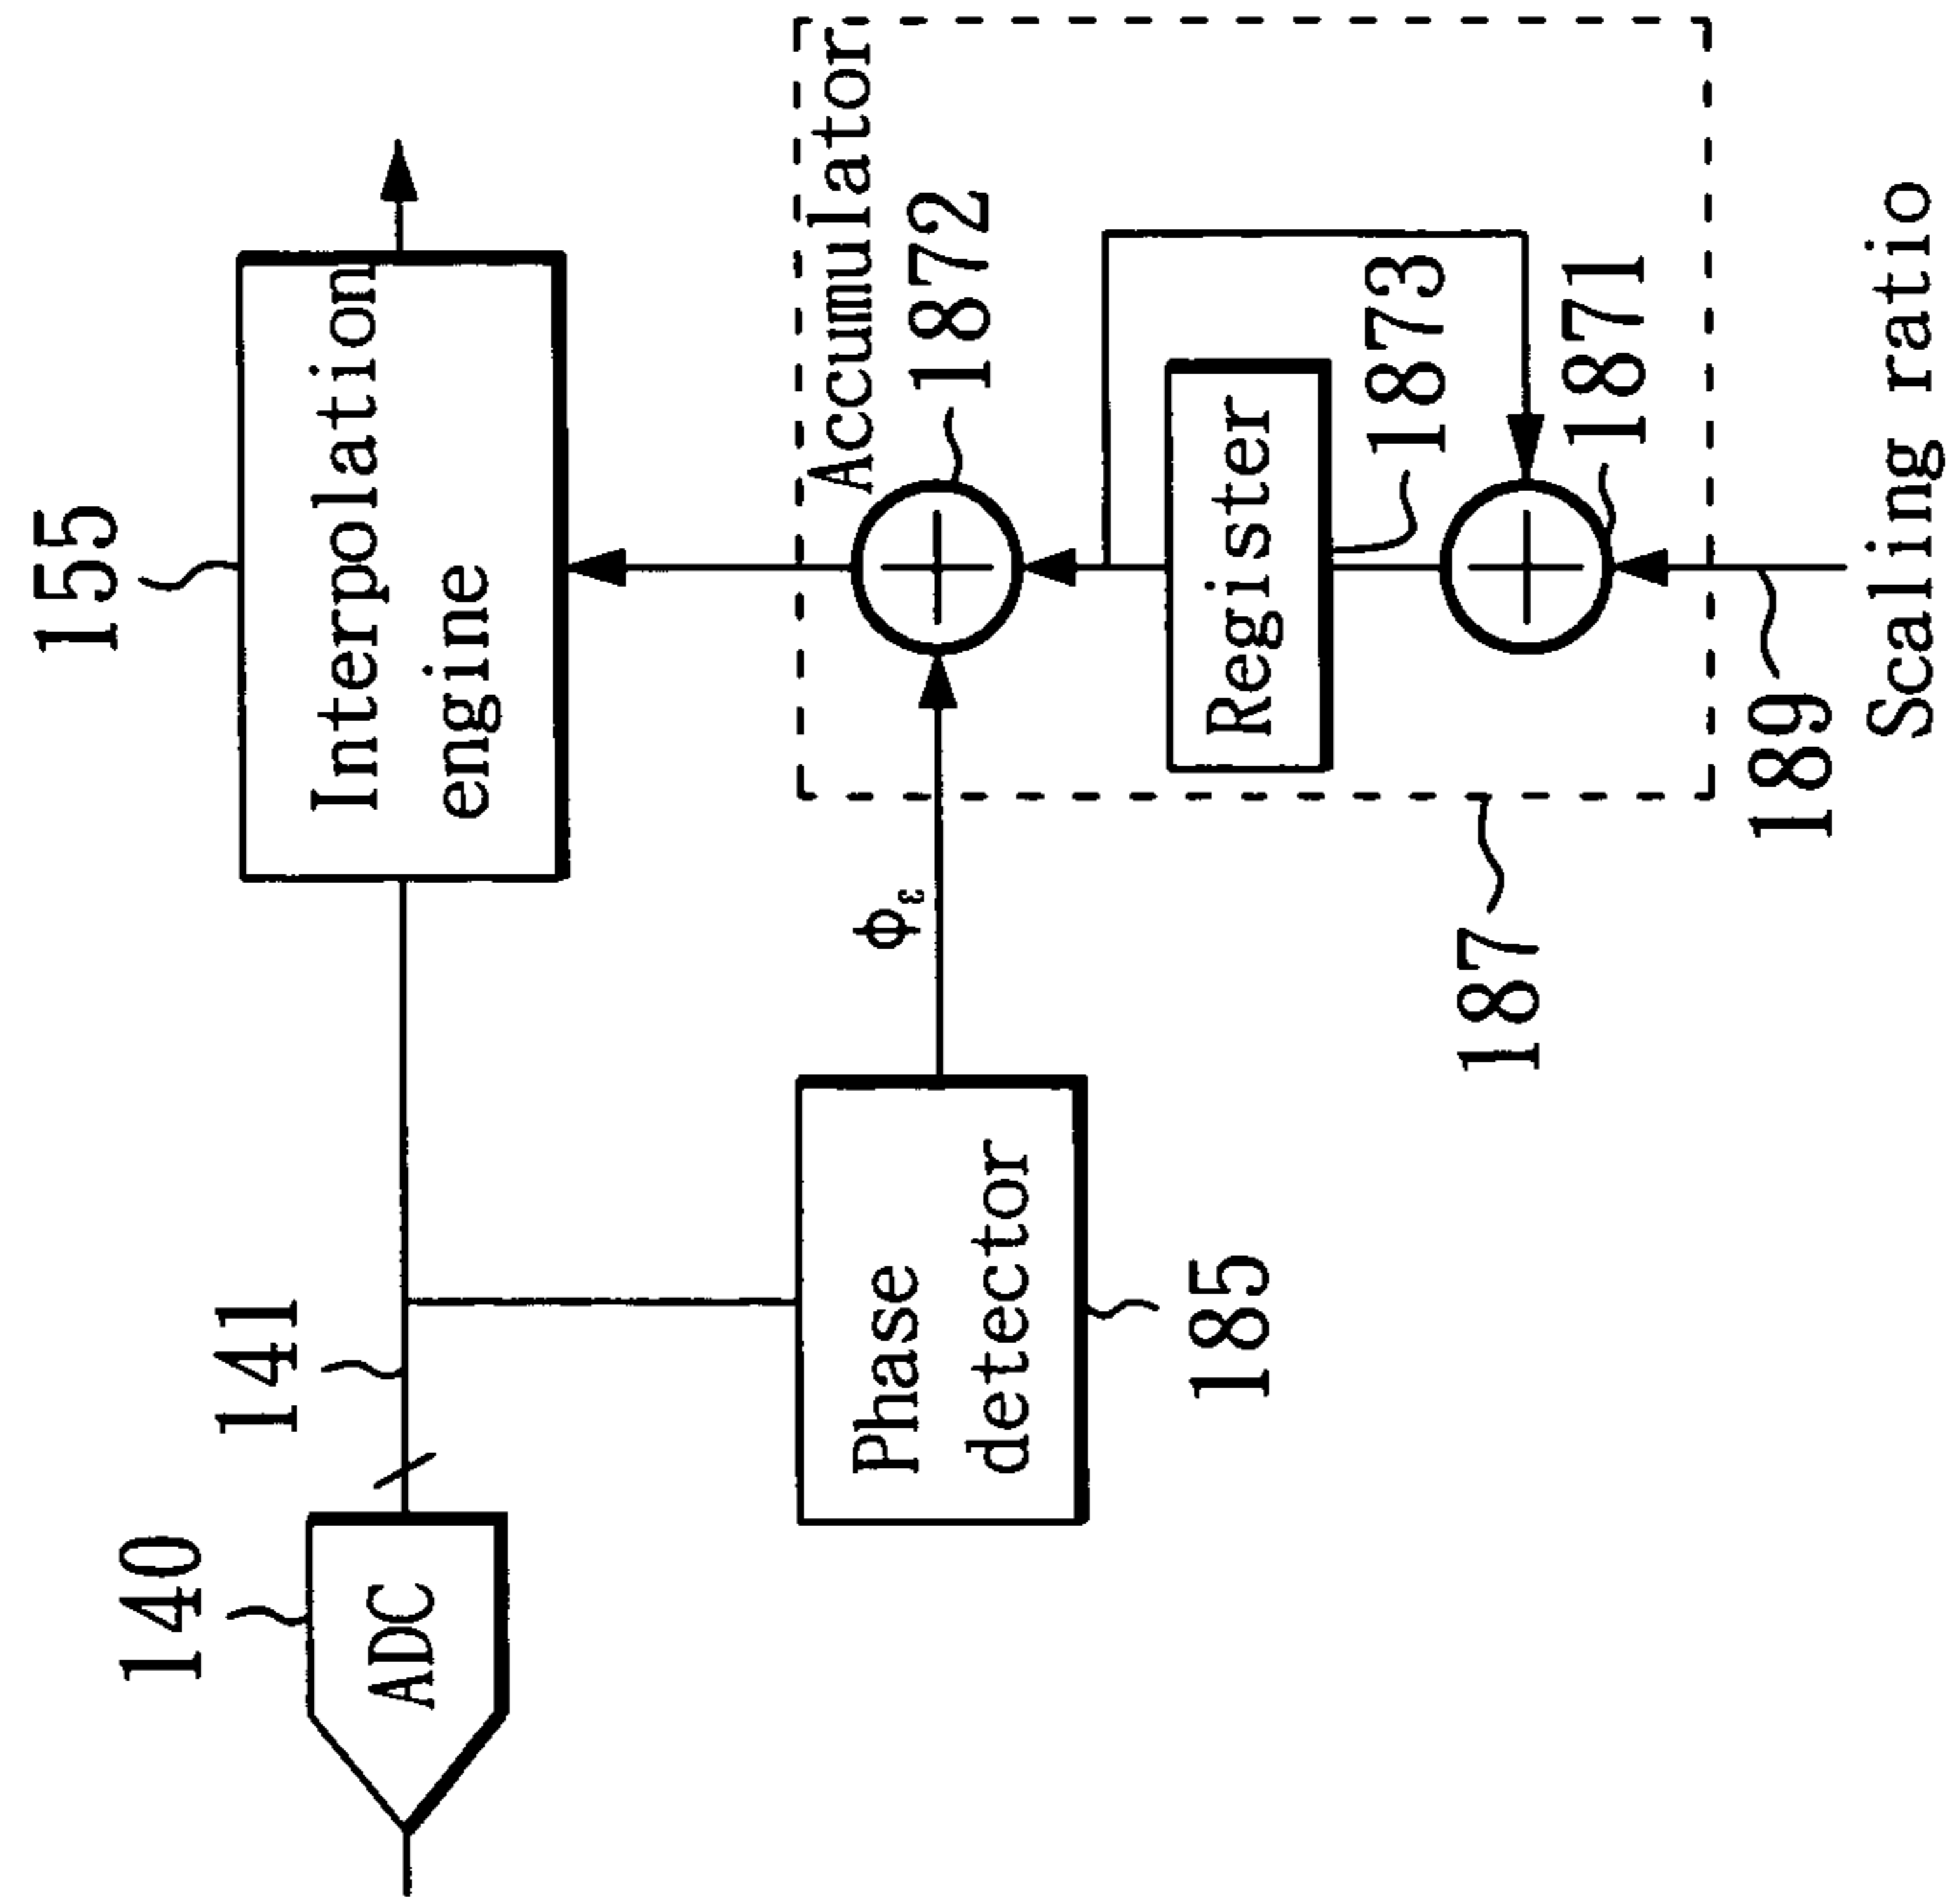 140
ADC
141
155
Interpolation
engine
Phase
detector
185
ϕε
Accumulator
1872
Register
1873
1871
187
189
Scaling ratio